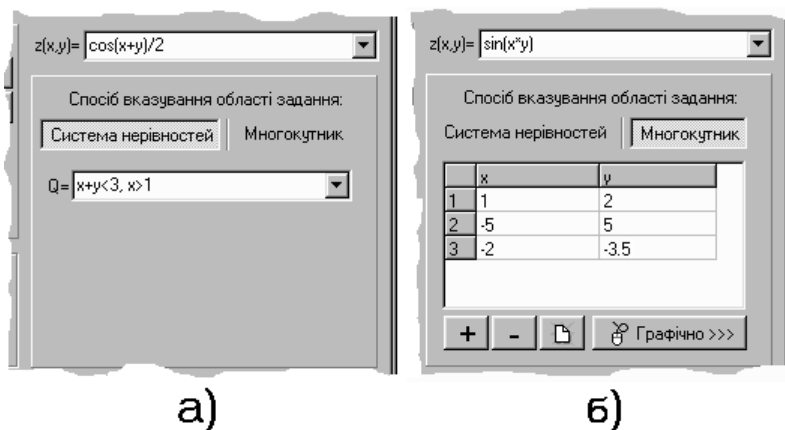 z(x,y)= cos(x+y)/2
Спосіб вказування області задання:
Система нерівностей Многокутник
Q= x+y<3, x>1
а)
z(x,y)= sin(x*y)
Спосіб вказування області задання:
Система нерівностей Многокутник
x y
1 1 2
2 -5 5
3 -2 -3.5
+ - Графічно >>>
б)